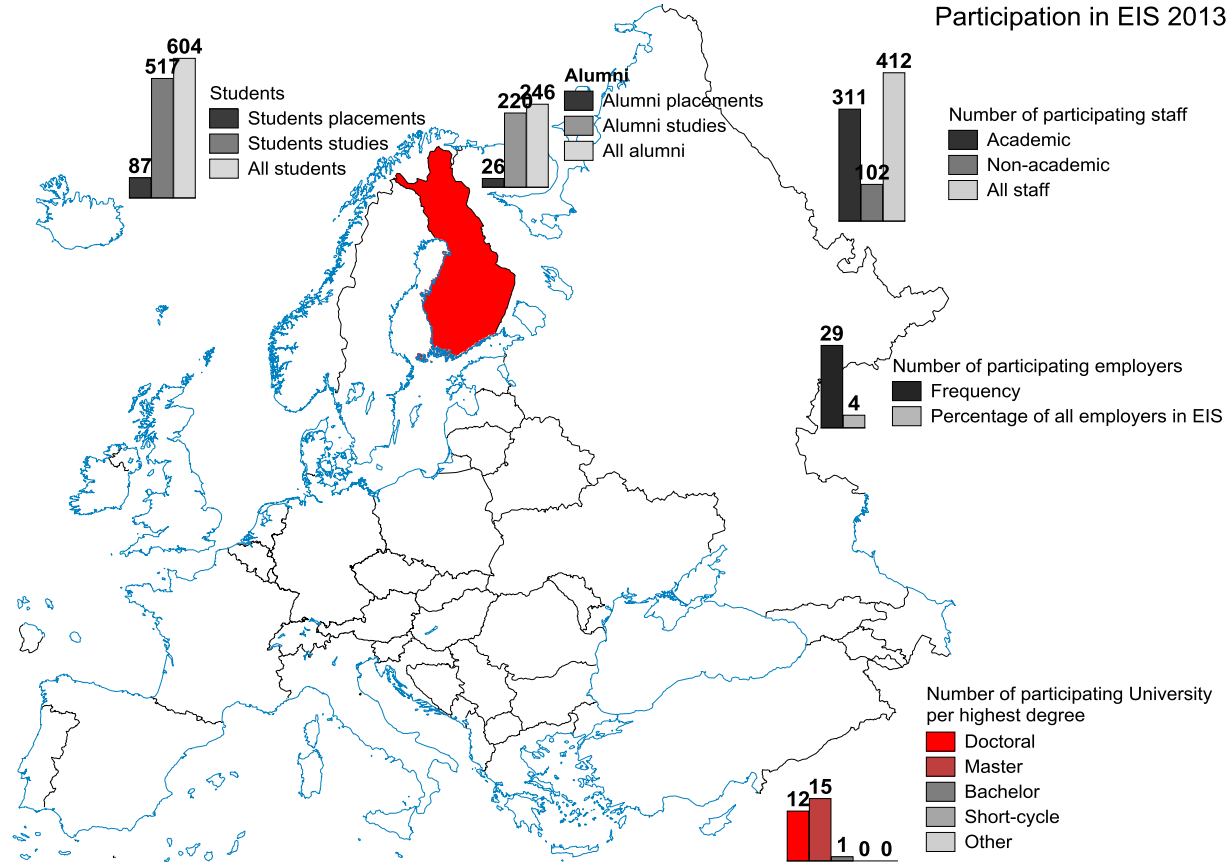 Participation in EIS 2013
604
517
87
Students
Students placements
Students studies
All students
Alumni
246
220
26
Alumni placements
Alumni studies
All alumni
412
311
102
Number of participating staff
Academic
Non-academic
All staff
29
4
Number of participating employers
Frequency
Percentage of all employers in EIS
Number of participating University
per highest degree
Doctoral
Master
Bachelor
Short-cycle
Other
12 15 1 0 0